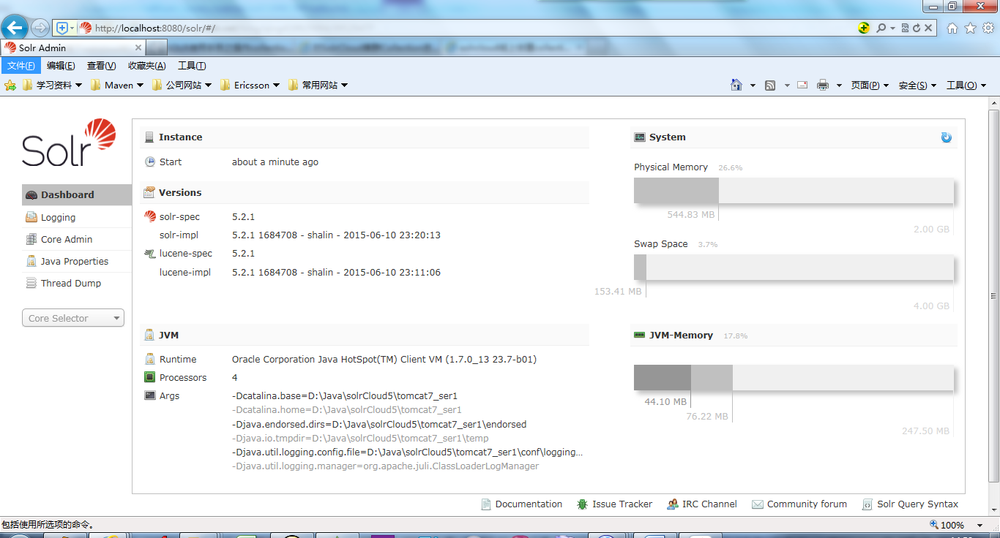 http://localhost:8080/solr/#/
Solr Admin
文件(F) 编辑(E) 查看(V) 收藏夹(A) 工具(T)
学习资料 Maven 公司网站 Ericsson 常用网站 页面(P) 安全(S) 工具(O)
Solr
Dashboard
Logging
Core Admin
Java Properties
Thread Dump
Core Selector
Instance
Start about a minute ago
Versions
solr-spec 5.2.1
solr-impl 5.2.1 1684708 - shalin - 2015-06-10 23:20:13
lucene-spec 5.2.1
lucene-impl 5.2.1 1684708 - shalin - 2015-06-10 23:11:06
JVM
Runtime Oracle Corporation Java HotSpot(TM) Client VM (1.7.0_13 23.7-b01)
Processors 4
Args -Dcatalina.base=D:\Java\solrCloud5\tomcat7_ser1
-Dcatalina.home=D:\Java\solrCloud5\tomcat7_ser1
-Djava.endorsed.dirs=D:\Java\solrCloud5\tomcat7_ser1\endorsed
-Djava.io.tmpdir=D:\Java\solrCloud5\tomcat7_ser1\temp
-Djava.util.logging.config.file=D:\Java\solrCloud5\tomcat7_ser1\conf\logging...
-Djava.util.logging.manager=org.apache.juli.ClassLoaderLogManager
System
Physical Memory 26.6%
544.83 MB
2.00 GB
Swap Space 3.7%
153.41 MB
4.00 GB
JVM-Memory 17.8%
44.10 MB
76.22 MB
247.50 MB
Documentation Issue Tracker IRC Channel Community forum Solr Query Syntax
包括使用所选项的命令。 100%